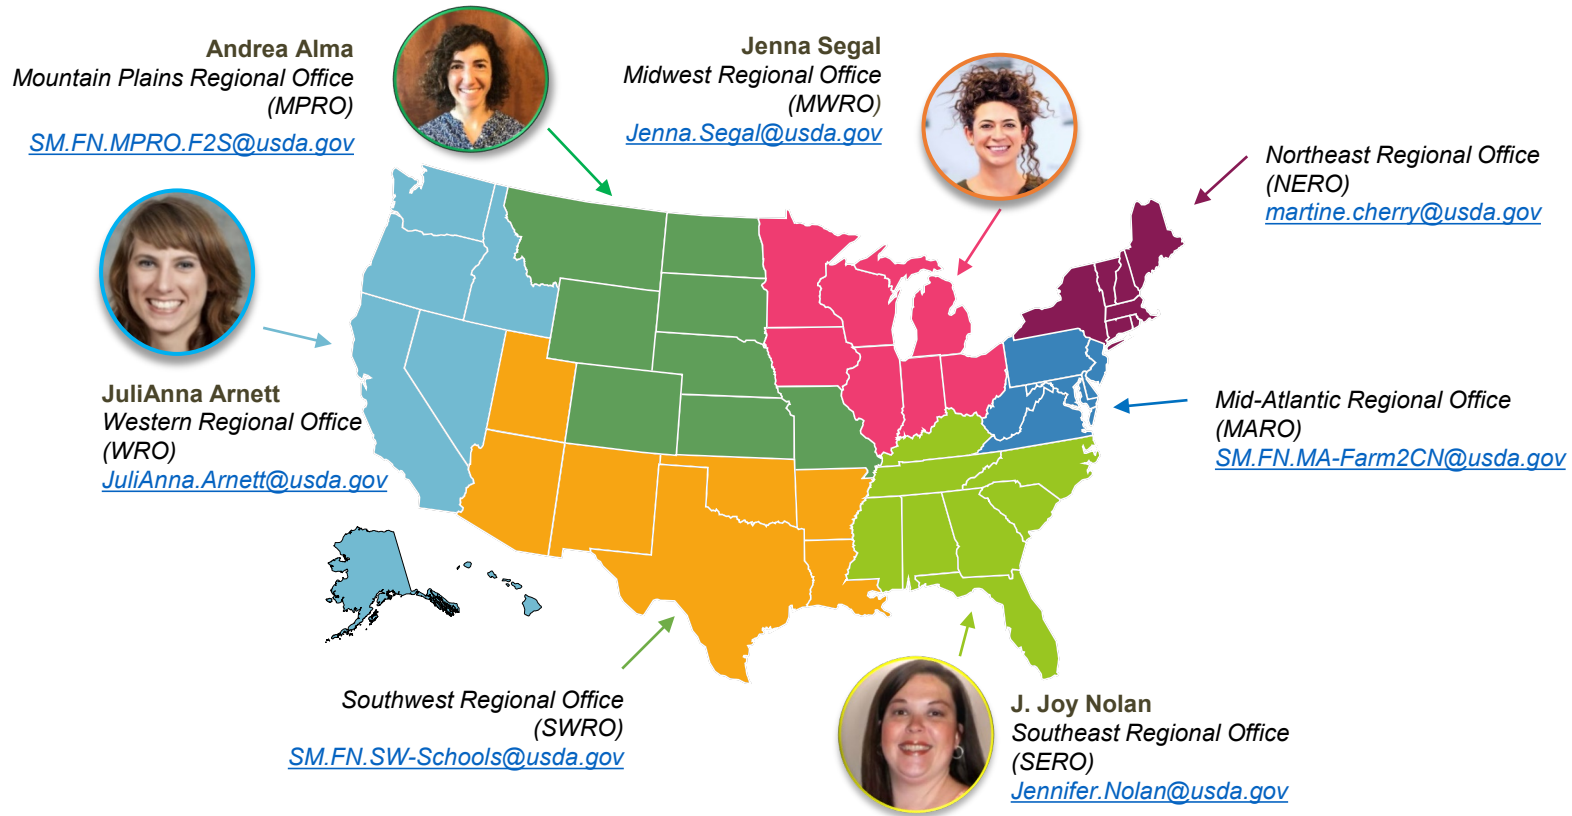 Andrea Alma
Mountain Plains Regional Office
(MPRO)
SM.FN.MPRO.F2S@usda.gov
Jenna Segal
Midwest Regional Office
(MWRO)
Jenna.Segal@usda.gov
Northeast Regional Office
(NERO)
martine.cherry@usda.gov
JuliAnna Arnett
Western Regional Office
(WRO)
JuliAnna.Arnett@usda.gov
Mid-Atlantic Regional Office
(MARO)
SM.FN.MA-Farm2CN@usda.gov
Southwest Regional Office
(SWRO)
SM.FN.SW-Schools@usda.gov
J. Joy Nolan
Southeast Regional Office
(SERO)
Jennifer.Nolan@usda.gov